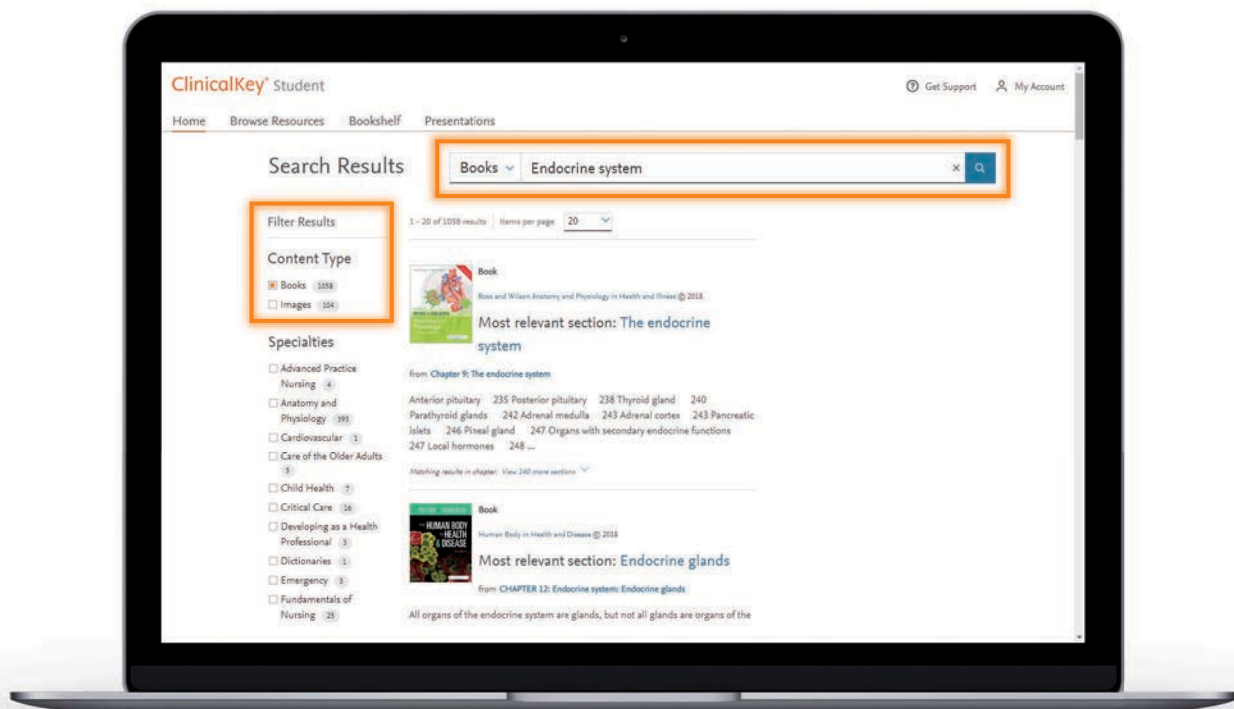 ClinicalKey® Student
Get Support
My Account
Home Browse Resources Bookshelf Presentations
Search Results
Books
Endocrine system
Filter Results
Content Type
Books 1058
Images 104
Specialties
Advanced Practice
Nursing 4
Anatomy and
Physiology 393
Cardiovascular 1
Care of the Older Adults
5
Child Health 7
Critical Care 16
Developing as a Health
Professional 3
Dictionaries 1
Emergency 3
Fundamentals of
Nursing 25
1 - 20 of 1058 results Items per page 20
Book
Ross and Wilson Anatomy and Physiology in Health and Illness © 2018
Most relevant section: The endocrine
system
from Chapter 9: The endocrine system
Anterior pituitary 235 Posterior pituitary 238 Thyroid gland 240
Parathyroid glands 242 Adrenal medulla 243 Adrenal cortex 243 Pancreatic
islets 246 Pineal gland 247 Organs with secondary endocrine functions
247 Local hormones 248 ...
Matching results in chapter: View 140 more sections
THE HUMAN BODY
IN HEALTH
& DISEASE
Book
Human Body in Health and Disease © 2018
Most relevant section: Endocrine glands
from CHAPTER 12: Endocrine system: Endocrine glands
All organs of the endocrine system are glands, but not all glands are organs of the